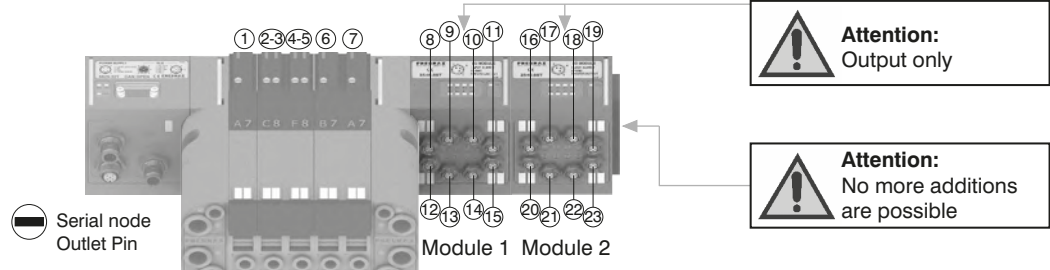 Attention:
Output only
1 2-3 4-5 6 7
8 9 10 11
16 17 18 19
A7 C8 F8 B7 A7
Attention:
No more additions
are possible
12 13 14 15
20 21 22 23
Serial node
Outlet Pin
Module 1 Module 2